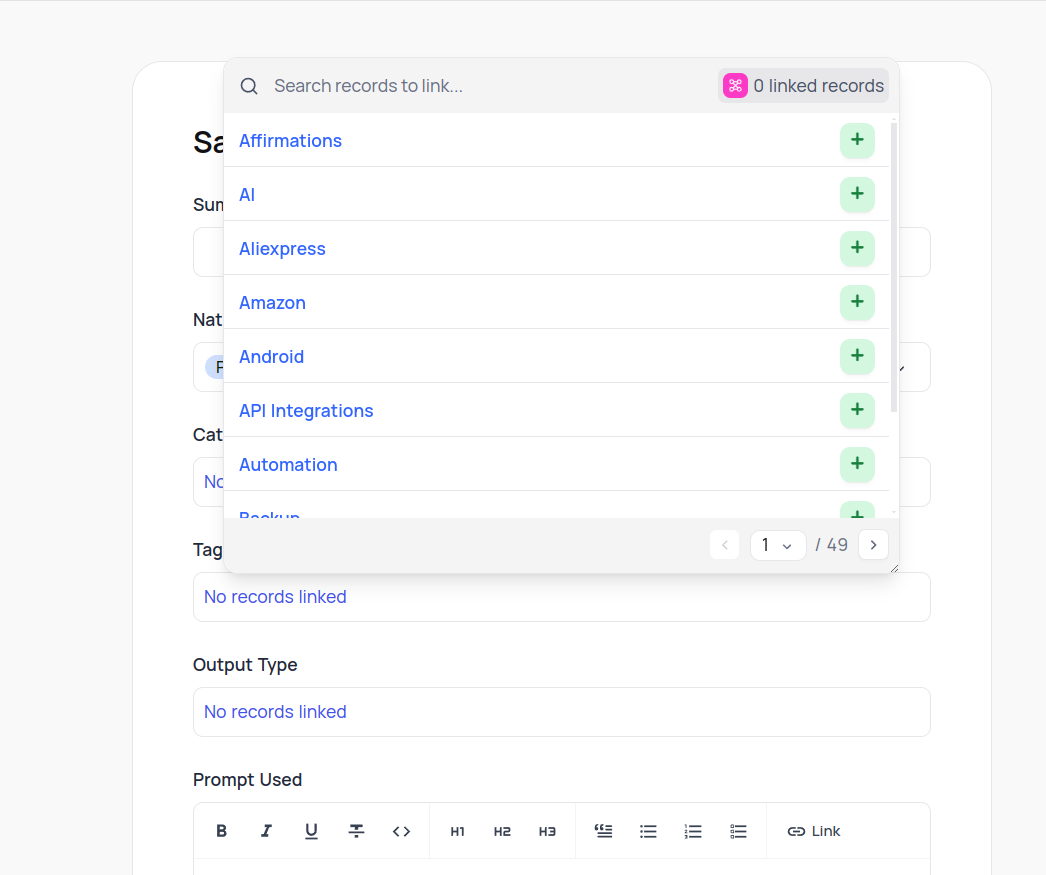 Search records to link...
0 linked records
Sa
Affirmations
Sum
AI
Aliexpress
Amazon
Nat
Android
API Integrations
Cat
Automation
No
Backup
1 / 49
Tag
No records linked
Output Type
No records linked
Prompt Used
B I U T <> H1 H2 H3 Link